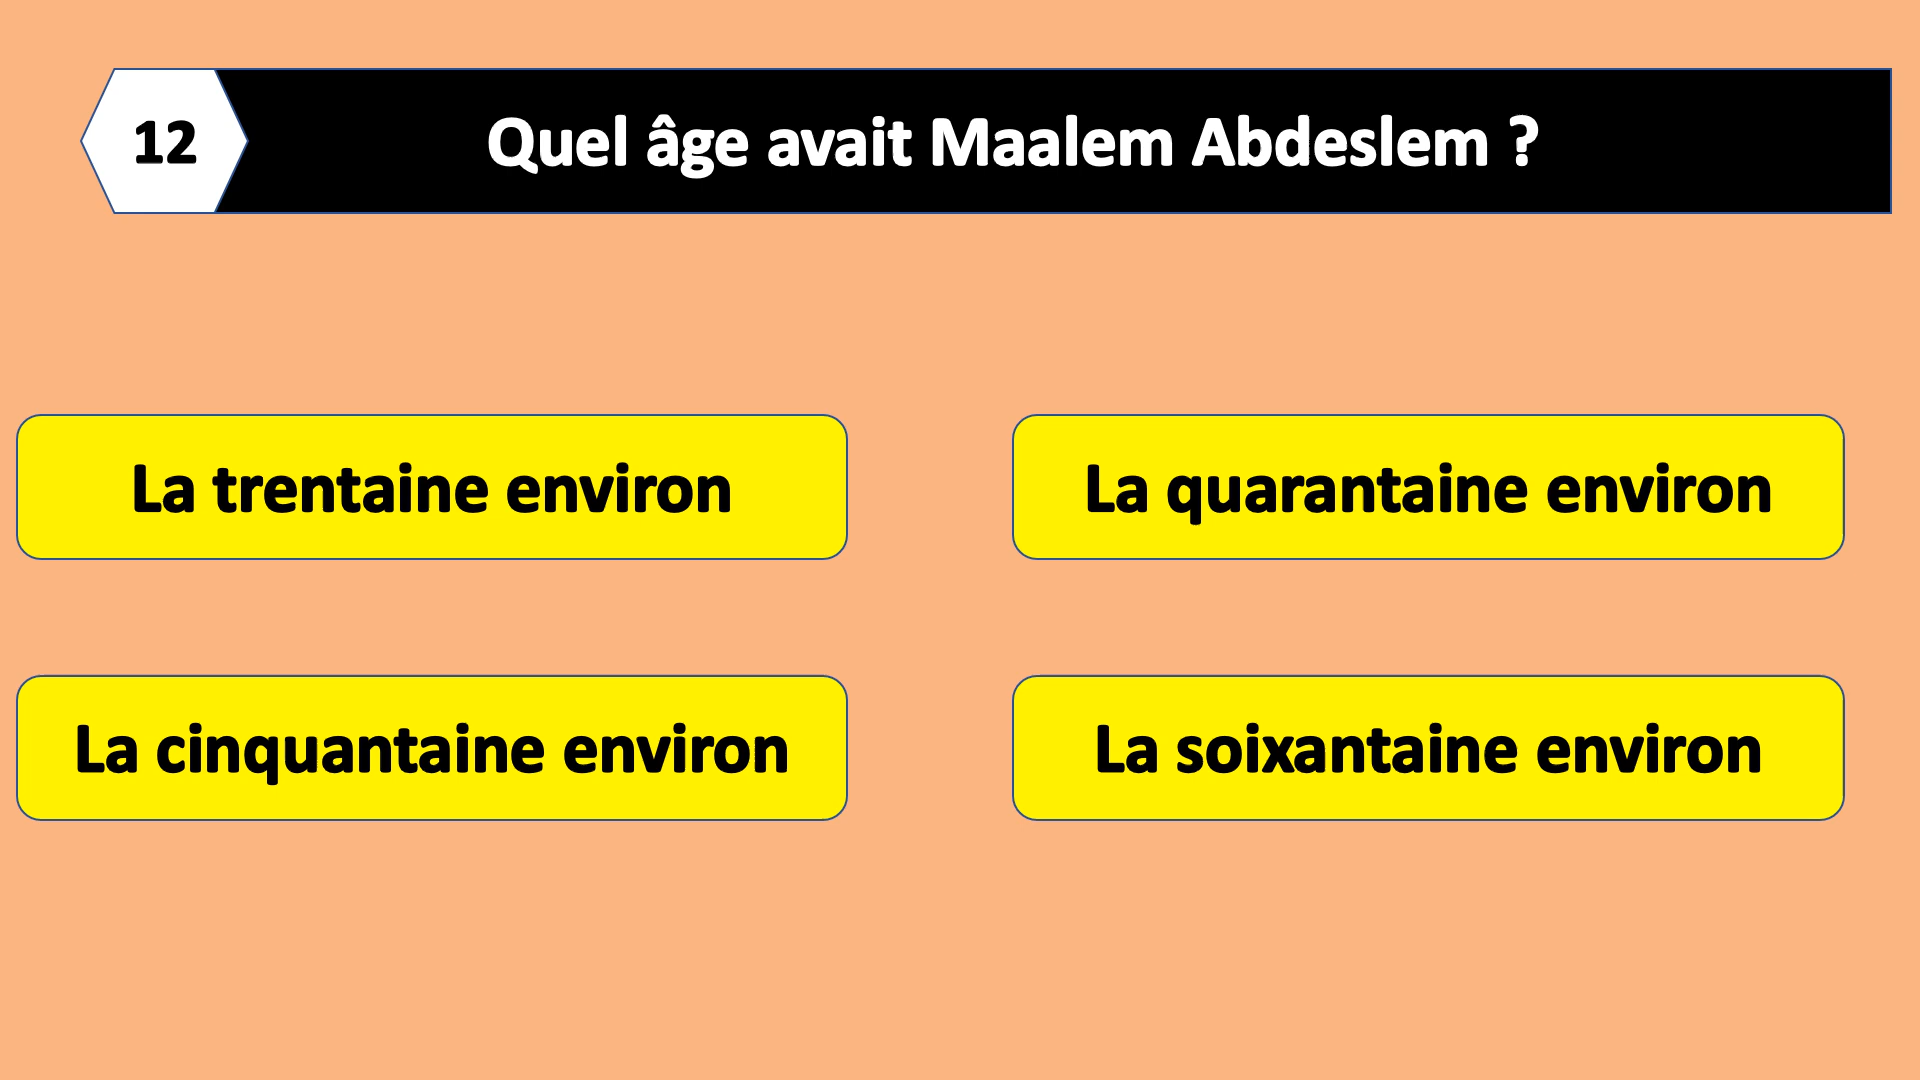 12
Quel âge avait Maalem Abdeslem ?
La trentaine environ
La quarantaine environ
La cinquantaine environ
La soixantaine environ